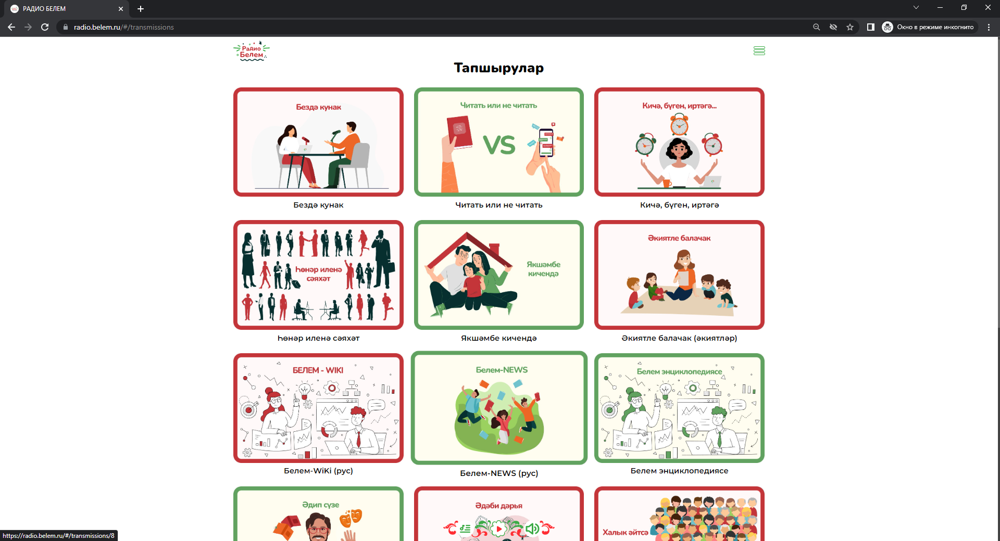 РАДИО БЕЛЕМ
radio.belem.ru/#/transmissions
Окно в режиме инкогнито
Радио
Белем
Тапшырулар
Бездә кунак
Читать или не читать
VS
Кичә, бүген, иртәгә...
Бездә кунак
Читать или не читать
Кичә, бүген, иртәгә
Һөнәр иленә
сәяхәт
Якшәмбе
кичендә
Әкиятле балачак
Һөнәр иленә сәяхәт
Якшәмбе кичендә
Әкиятле балачак (әкиятләр)
БЕЛЕМ - WIKI
Белем-NEWS
Белем энциклопедиясе
Белем-WiKi (рус)
Белем-NEWS (рус)
Белем энциклопедиясе
Әдип сүзе
Әдәби дәрья
Халык әйтсә
https://radio.belem.ru/#/transmissions/8